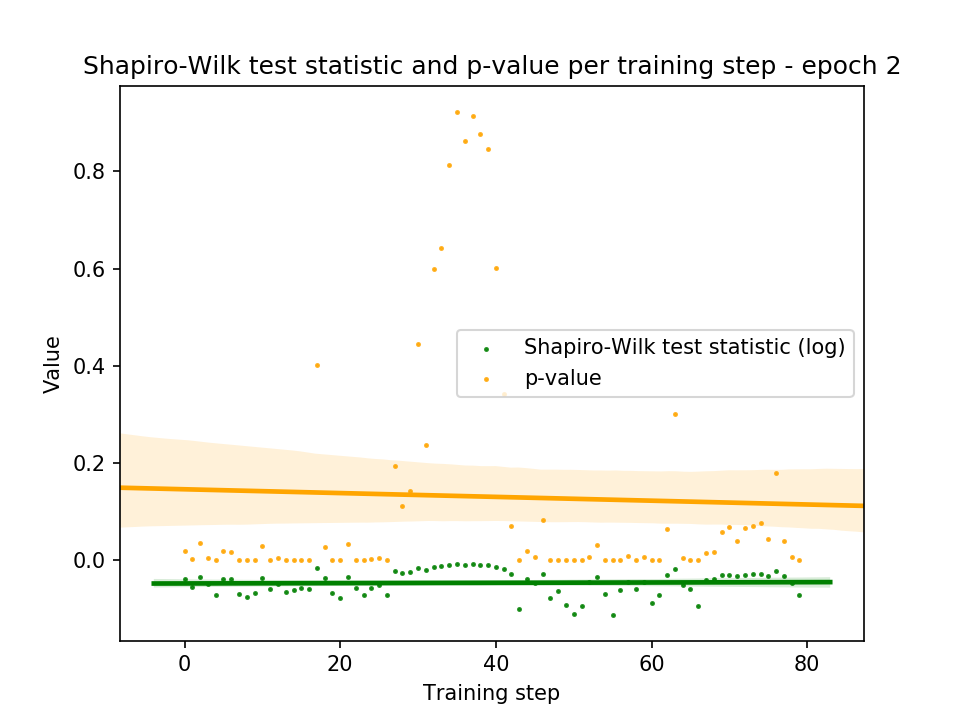 Shapiro-Wilk test statistic and p-value per training step - epoch 2
Value
0.8
0.6
0.4
0.2
0.0
Shapiro-Wilk test statistic (log)
p-value
0 20 40 60 80
Training step